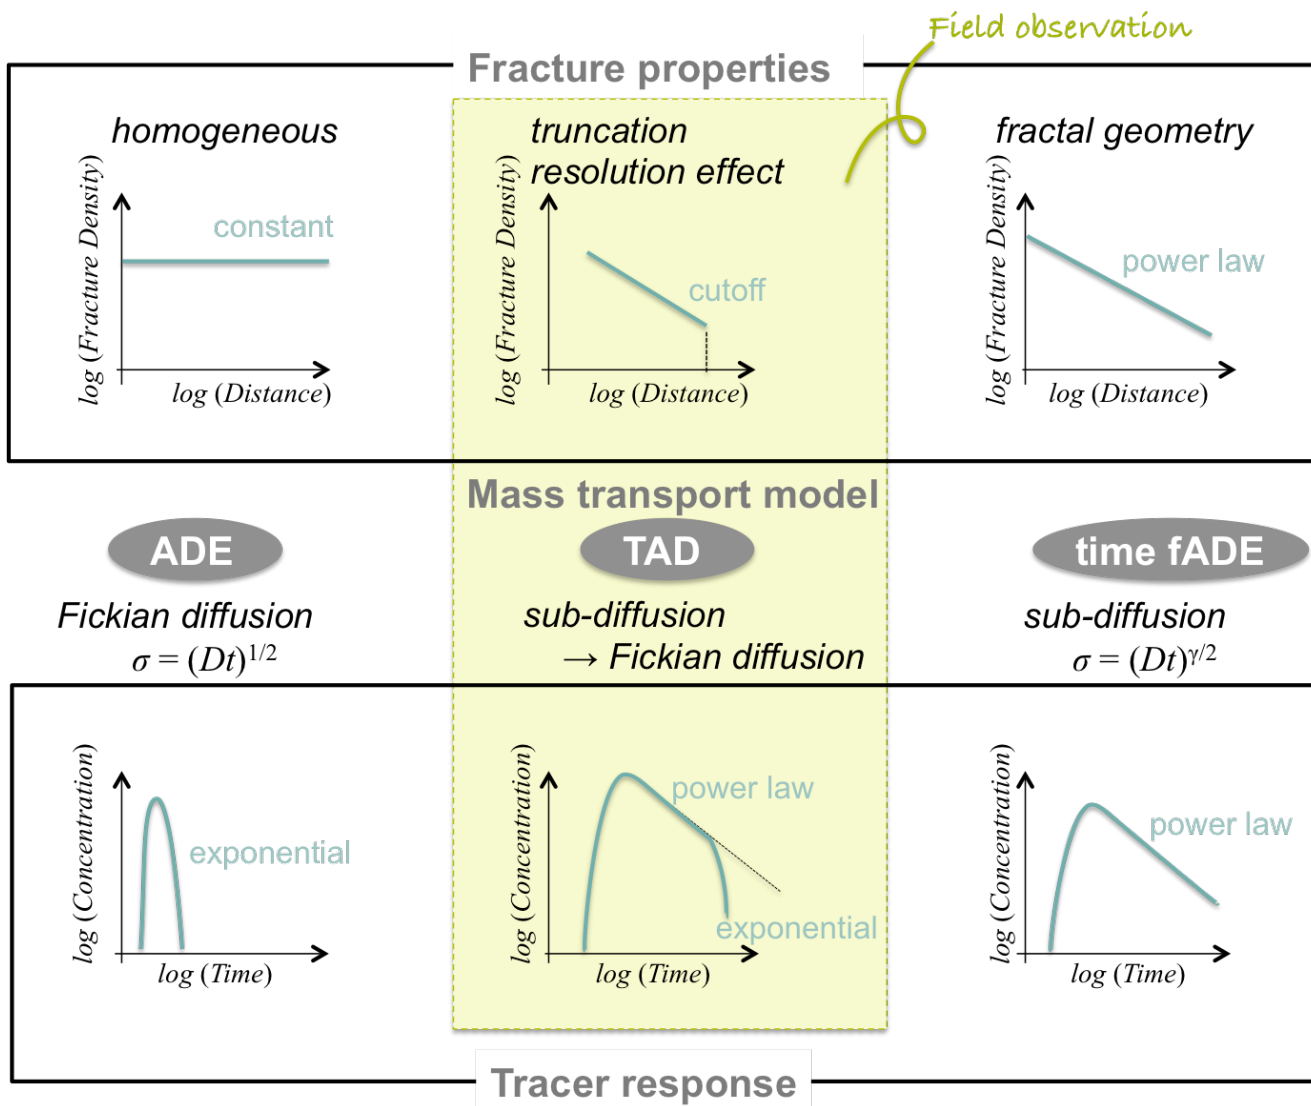 Field observation
Fracture properties
homogeneous
log (Fracture Density)
constant
log (Distance)
truncation
resolution effect
log (Fracture Density)
cutoff
log (Distance)
fractal geometry
log (Fracture Density)
power law
log (Distance)
Mass transport model
ADE
Fickian diffusion
σ = (Dt)^{1/2}
TAD
sub-diffusion
→ Fickian diffusion
time fADE
sub-diffusion
σ = (Dt)^{γ/2}
log (Concentration)
exponential
log (Time)
log (Concentration)
power law
exponential
log (Time)
log (Concentration)
power law
log (Time)
Tracer response